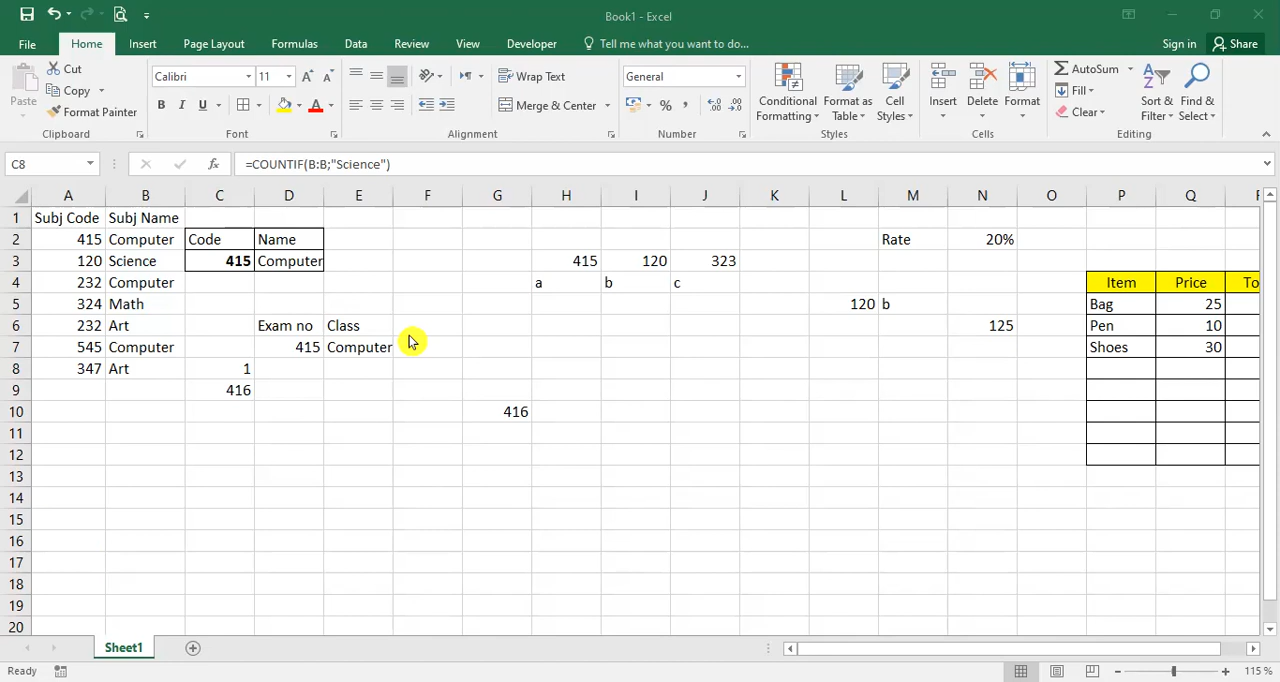 Book1 - Excel
File Home Insert Page Layout Formulas Data Review View Developer Tell me what you want to do... Sign in Share
Paste Cut Copy Format Painter Clipboard
Calibri 11 B I U A Font
Wrap Text Merge & Center Alignment
General % , Number
Conditional Formatting Format as Table Cell Styles Styles
Insert Delete Format Cells
AutoSum Fill Clear Sort & Filter Find & Select Editing
C8 fx =COUNTIF(B:B;"Science")
A B C D E F G H I J K L M N O P Q
1 Subj Code Subj Name
2 415 Computer Code Name Rate 20%
3 120 Science 415 Computer 415 120 323
4 232 Computer a b c Item Price To
5 324 Math 120 b Bag 25
6 232 Art Exam no Class 125 Pen 10
7 545 Computer 415 Computer Shoes 30
8 347 Art 1
9 416
10 416
11
12
13
14
15
16
17
18
19
20
Sheet1
Ready 115 %